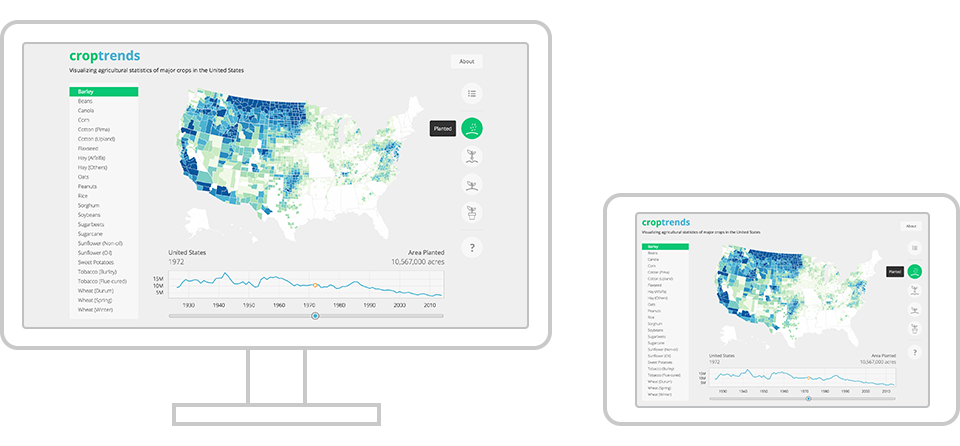 croptrends
Visualizing agricultural statistics of major crops in the United States
About
Barley
Beans
Canola
Corn
Cotton (Pima)
Cotton (Upland)
Flaxseed
Hay (Alfalfa)
Hay (Others)
Oats
Peanuts
Rice
Sorghum
Soybeans
Sugarbeets
Sugarcane
Sunflower (Non-oil)
Sunflower (Oil)
Sweet Potatoes
Tobacco (Burley)
Tobacco (Flue-cured)
Wheat (Durum)
Wheat (Spring)
Wheat (Winter)
Planted
?
United States
1972
Area Planted
10,567,000 acres
15M
10M
5M
1930 1940 1950 1960 1970 1980 1990 2000 2010
croptrends
Visualizing agricultural statistics of major crops in the United States
About
Barley
Beans
Canola
Corn
Cotton (Pima)
Cotton (Upland)
Flaxseed
Hay (Alfalfa)
Hay (Others)
Oats
Peanuts
Rice
Sorghum
Soybeans
Sugarbeets
Sugarcane
Sunflower (Non-oil)
Sunflower (Oil)
Sweet Potatoes
Tobacco (Burley)
Tobacco (Flue-cured)
Wheat (Durum)
Wheat (Spring)
Wheat (Winter)
Planted
?
United States
1972
Area Planted
10,567,000 acres
15M
10M
5M
1930 1940 1950 1960 1970 1980 1990 2000 2010